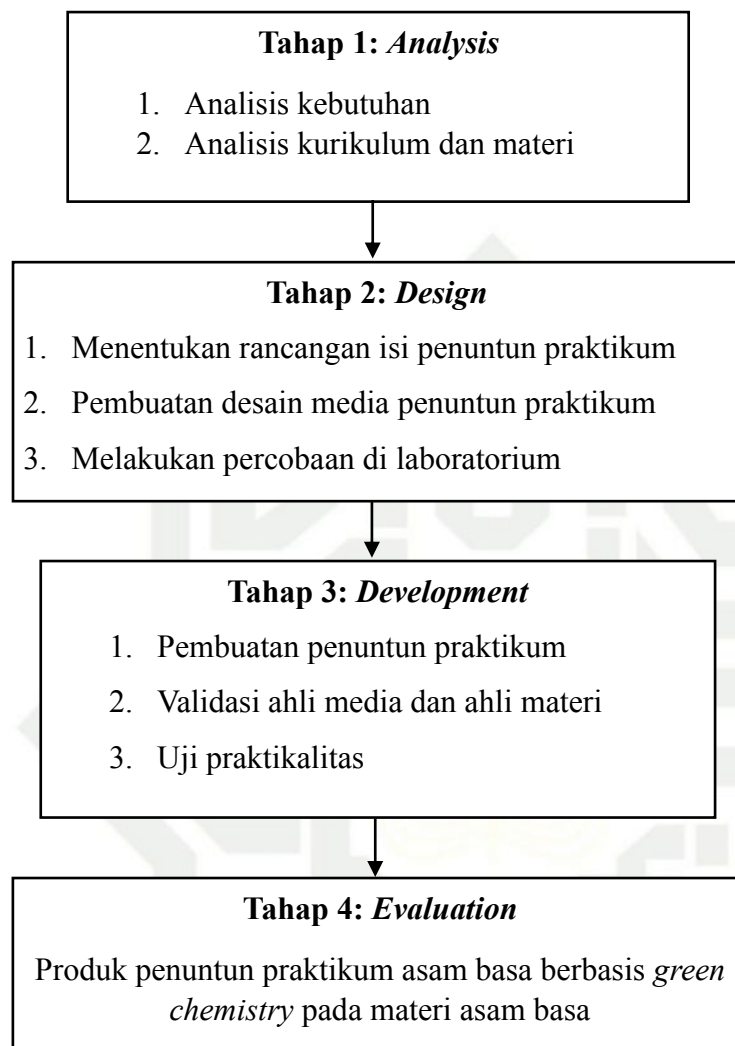 Tahap 1: Analysis
1. Analisis kebutuhan
2. Analisis kurikulum dan materi
Tahap 2: Design
1. Menentukan rancangan isi penuntun praktikum
2. Pembuatan desain media penuntun praktikum
3. Melakukan percobaan di laboratorium
Tahap 3: Development
1. Pembuatan penuntun praktikum
2. Validasi ahli media dan ahli materi
3. Uji praktikalitas
Tahap 4: Evaluation
Produk penuntun praktikum asam basa berbasis green
chemistry pada materi asam basa